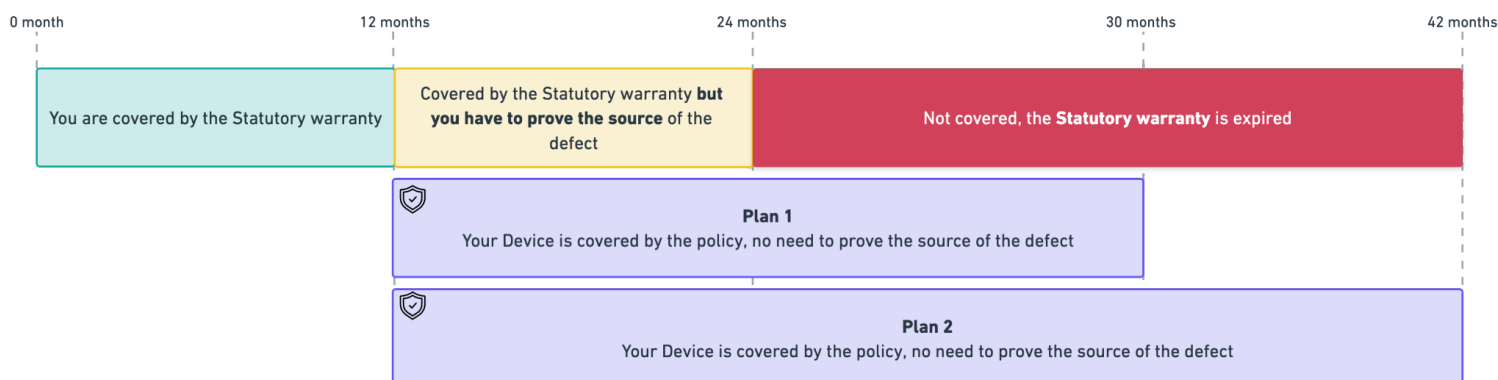 0 month
12 months
24 months
30 months
42 months
You are covered by the Statutory warranty
Covered by the Statutory warranty but
you have to prove the source of the
defect
Not covered, the Statutory warranty is expired
Plan 1
Your Device is covered by the policy, no need to prove the source of the defect
Plan 2
Your Device is covered by the policy, no need to prove the source of the defect